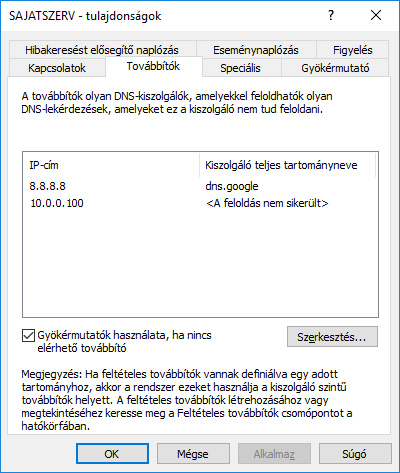 SAJATSZERV - tulajdonságok
Hibakeresést elősegítő naplózás Eseménynaplózás Figyelés
Kapcsolatok Továbbítók Speciális Gyökérmutató
A továbbítók olyan DNS-kiszolgálók, amelyekkel feloldhatók olyan
DNS-lekérdezések, amelyeket ez a kiszolgáló nem tud feloldani.
IP-cím Kiszolgáló teljes tartományneve
8.8.8.8 dns.google
10.0.0.100 <A feloldás nem sikerült>
Gyökérmutatók használata, ha nincs
elérhető továbbító
Szerkesztés...
Megjegyzés: Ha feltételes továbbítók vannak definiálva egy adott
tartományhoz, akkor a rendszer ezeket használja a kiszolgáló szintű
továbbítók helyett. A feltételes továbbítók létrehozásához vagy
megtekintéséhez keresse meg a Feltételes továbbítók csomópontot a
hatókörfában.
OK Mégse Alkalmaz Súgó